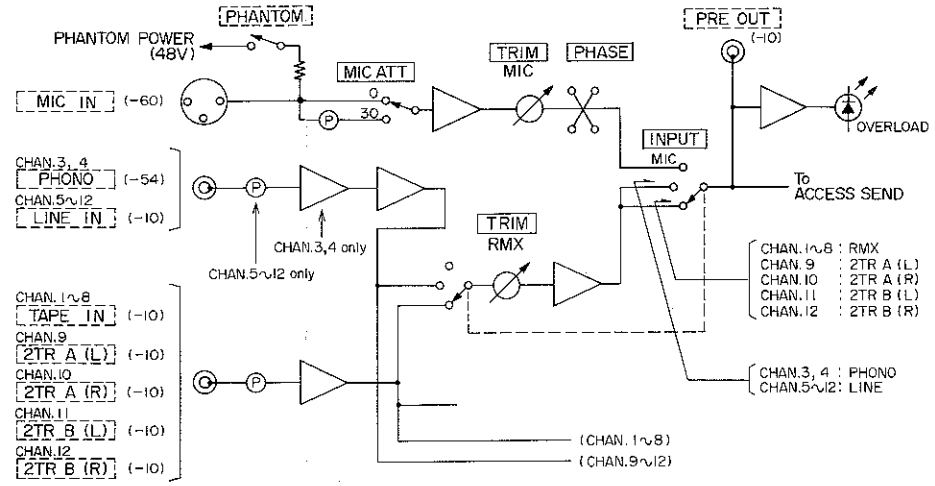 PHANTOM
PRE OUT
(-10)
PHANTOM POWER
(48V)
MIC ATT
TRIM
MIC
PHASE
MIC IN (-60)
0
30
P
OVERLOAD
INPUT
MIC
CHAN.3, 4
PHONO (-54)
CHAN.5~12
LINE IN (-10)
P
To
ACCESS SEND
TRIM
RMX
CHAN.3,4 only
CHAN.5~12 only
CHAN. 1~8 : RMX
CHAN. 9 : 2TR A (L)
CHAN. 10 : 2TR A (R)
CHAN. 11 : 2TR B (L)
CHAN. 12 : 2TR B (R)
CHAN. 1~8
TAPE IN (-10)
CHAN.9
2TR A (L) (-10)
CHAN.10
2TR A (R) (-10)
P
CHAN.11
2TR B (L) (-10)
CHAN.12
2TR B (R) (-10)
CHAN.3, 4 : PHONO
CHAN.5~12: LINE
(CHAN. 1~8)
(CHAN.9~12)